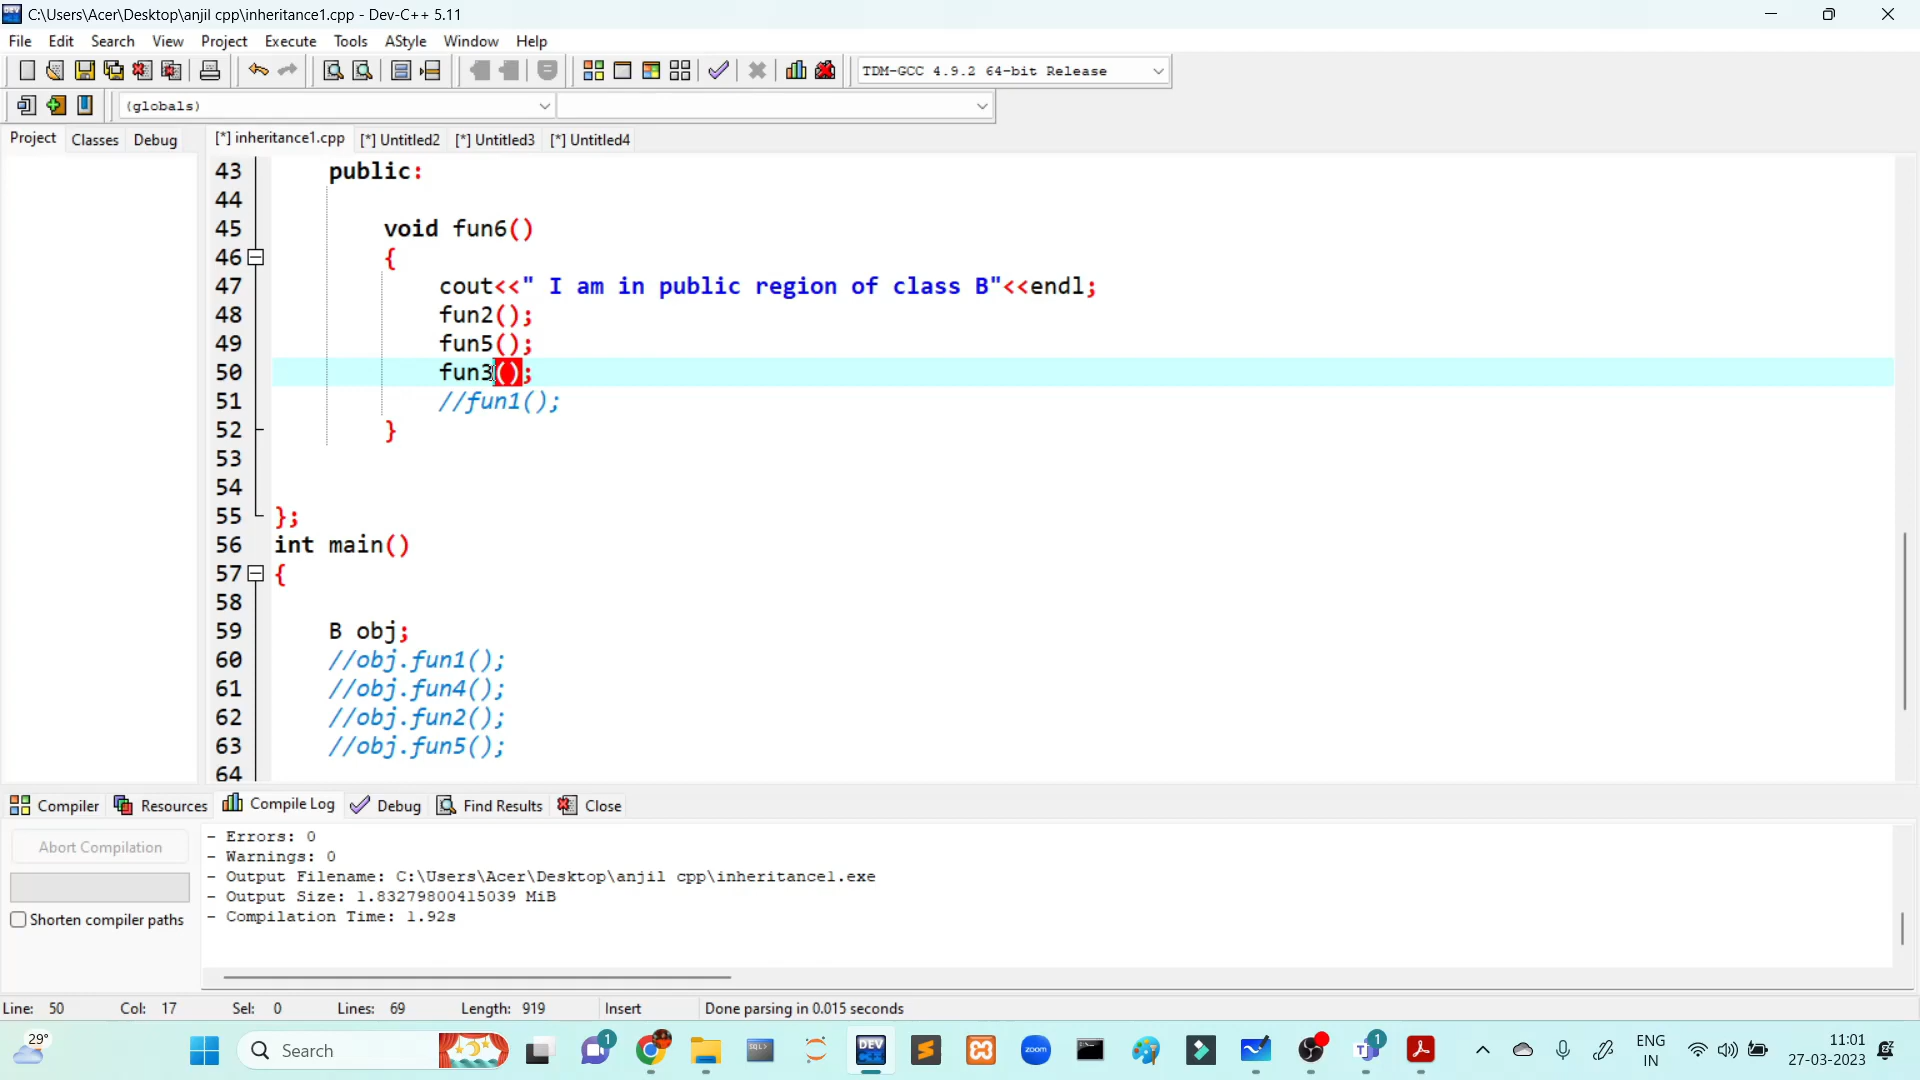 C:\Users\Acer\Desktop\anjil cpp\inheritance1.cpp - Dev-C++ 5.11
File Edit Search View Project Execute Tools AStyle Window Help
TDM-GCC 4.9.2 64-bit Release
(globals)
Project Classes Debug [*] inheritance1.cpp [*] Untitled2 [*] Untitled3 [*] Untitled4
43 public:
44
45 void fun6()
46 {
47 cout<<" I am in public region of class B"<<endl;
48 fun2();
49 fun5();
50 fun3();
51 //fun1();
52 }
53
54
55 };
56 int main()
57 {
58
59 B obj;
60 //obj.fun1();
61 //obj.fun4();
62 //obj.fun2();
63 //obj.fun5();
64
Compiler Resources Compile Log Debug Find Results Close
Abort Compilation
Shorten compiler paths
- Errors: 0
- Warnings: 0
- Output Filename: C:\Users\Acer\Desktop\anjil cpp\inheritance1.exe
- Output Size: 1.83279800415039 MiB
- Compilation Time: 1.92s
Line: 50 Col: 17 Sel: 0 Lines: 69 Length: 919 Insert Done parsing in 0.015 seconds
29° Search 1 SQL> DEV C++ zoom 1 ENG IN 11:01 27-03-2023